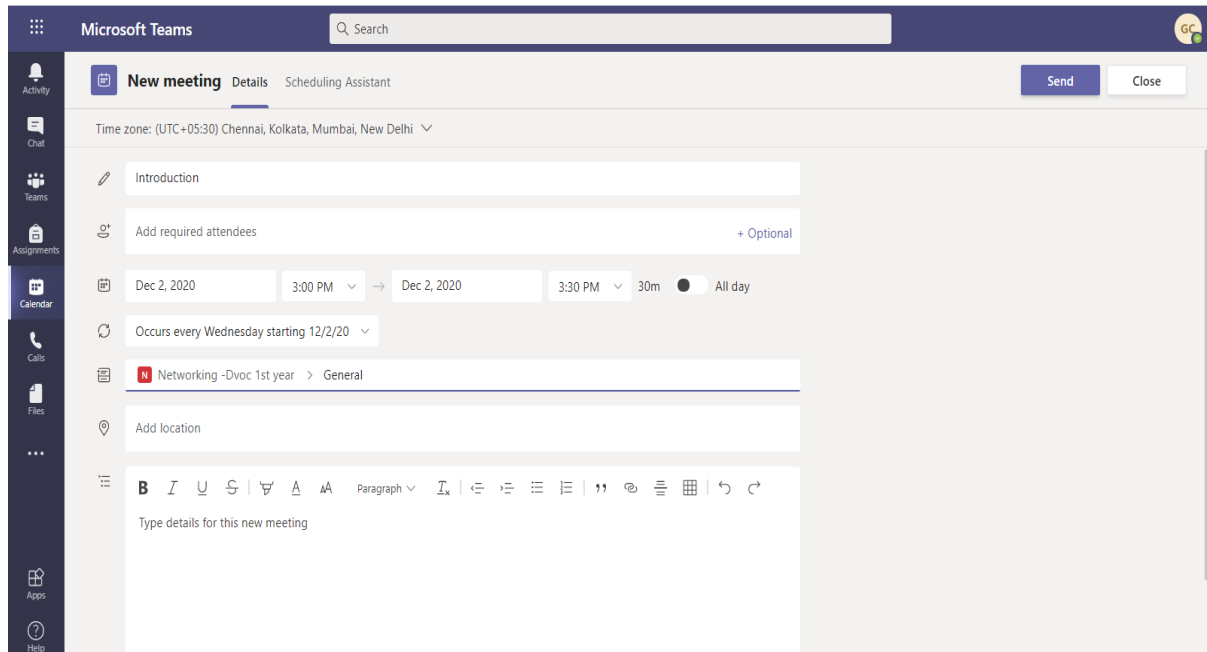 Microsoft Teams
Search
GC
Activity
Chat
Teams
Assignments
Calendar
Calls
Files
Apps
Help
New meeting Details Scheduling Assistant
Send Close
Time zone: (UTC+05:30) Chennai, Kolkata, Mumbai, New Delhi
Introduction
Add required attendees + Optional
Dec 2, 2020 3:00 PM → Dec 2, 2020 3:30 PM 30m All day
Occurs every Wednesday starting 12/2/20
N Networking -Dvoc 1st year > General
Add location
B I U S A AA Paragraph Tx
Type details for this new meeting